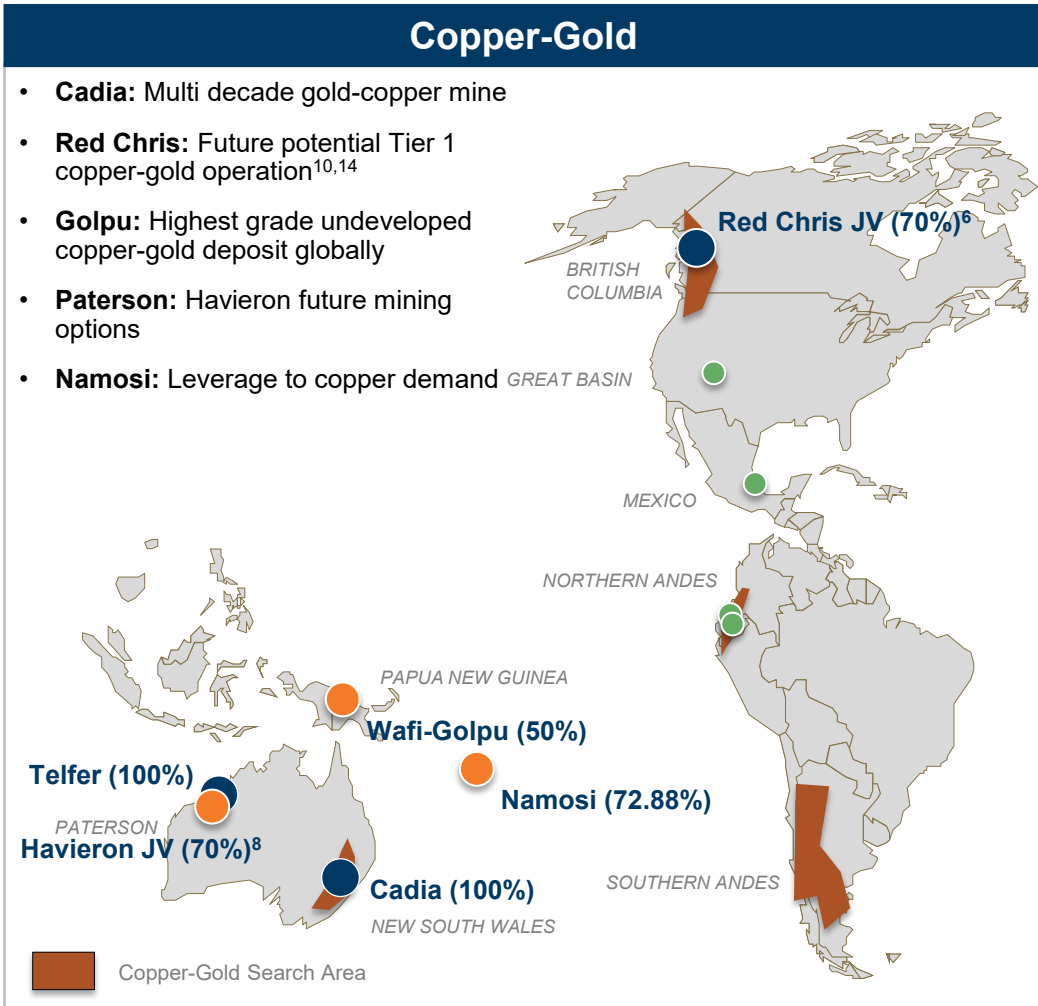 Copper-Gold
• Cadia: Multi decade gold-copper mine
• Red Chris: Future potential Tier 1
copper-gold operation10,14
• Golpu: Highest grade undeveloped
copper-gold deposit globally
• Paterson: Havieron future mining
options
• Namosi: Leverage to copper demand
Red Chris JV (70%)6
BRITISH
COLUMBIA
GREAT BASIN
MEXICO
NORTHERN ANDES
PAPUA NEW GUINEA
Wafi-Golpu (50%)
Telfer (100%)
Namosi (72.88%)
PATERSON
Havieron JV (70%)8
Cadia (100%)
SOUTHERN ANDES
NEW SOUTH WALES
Copper-Gold Search Area